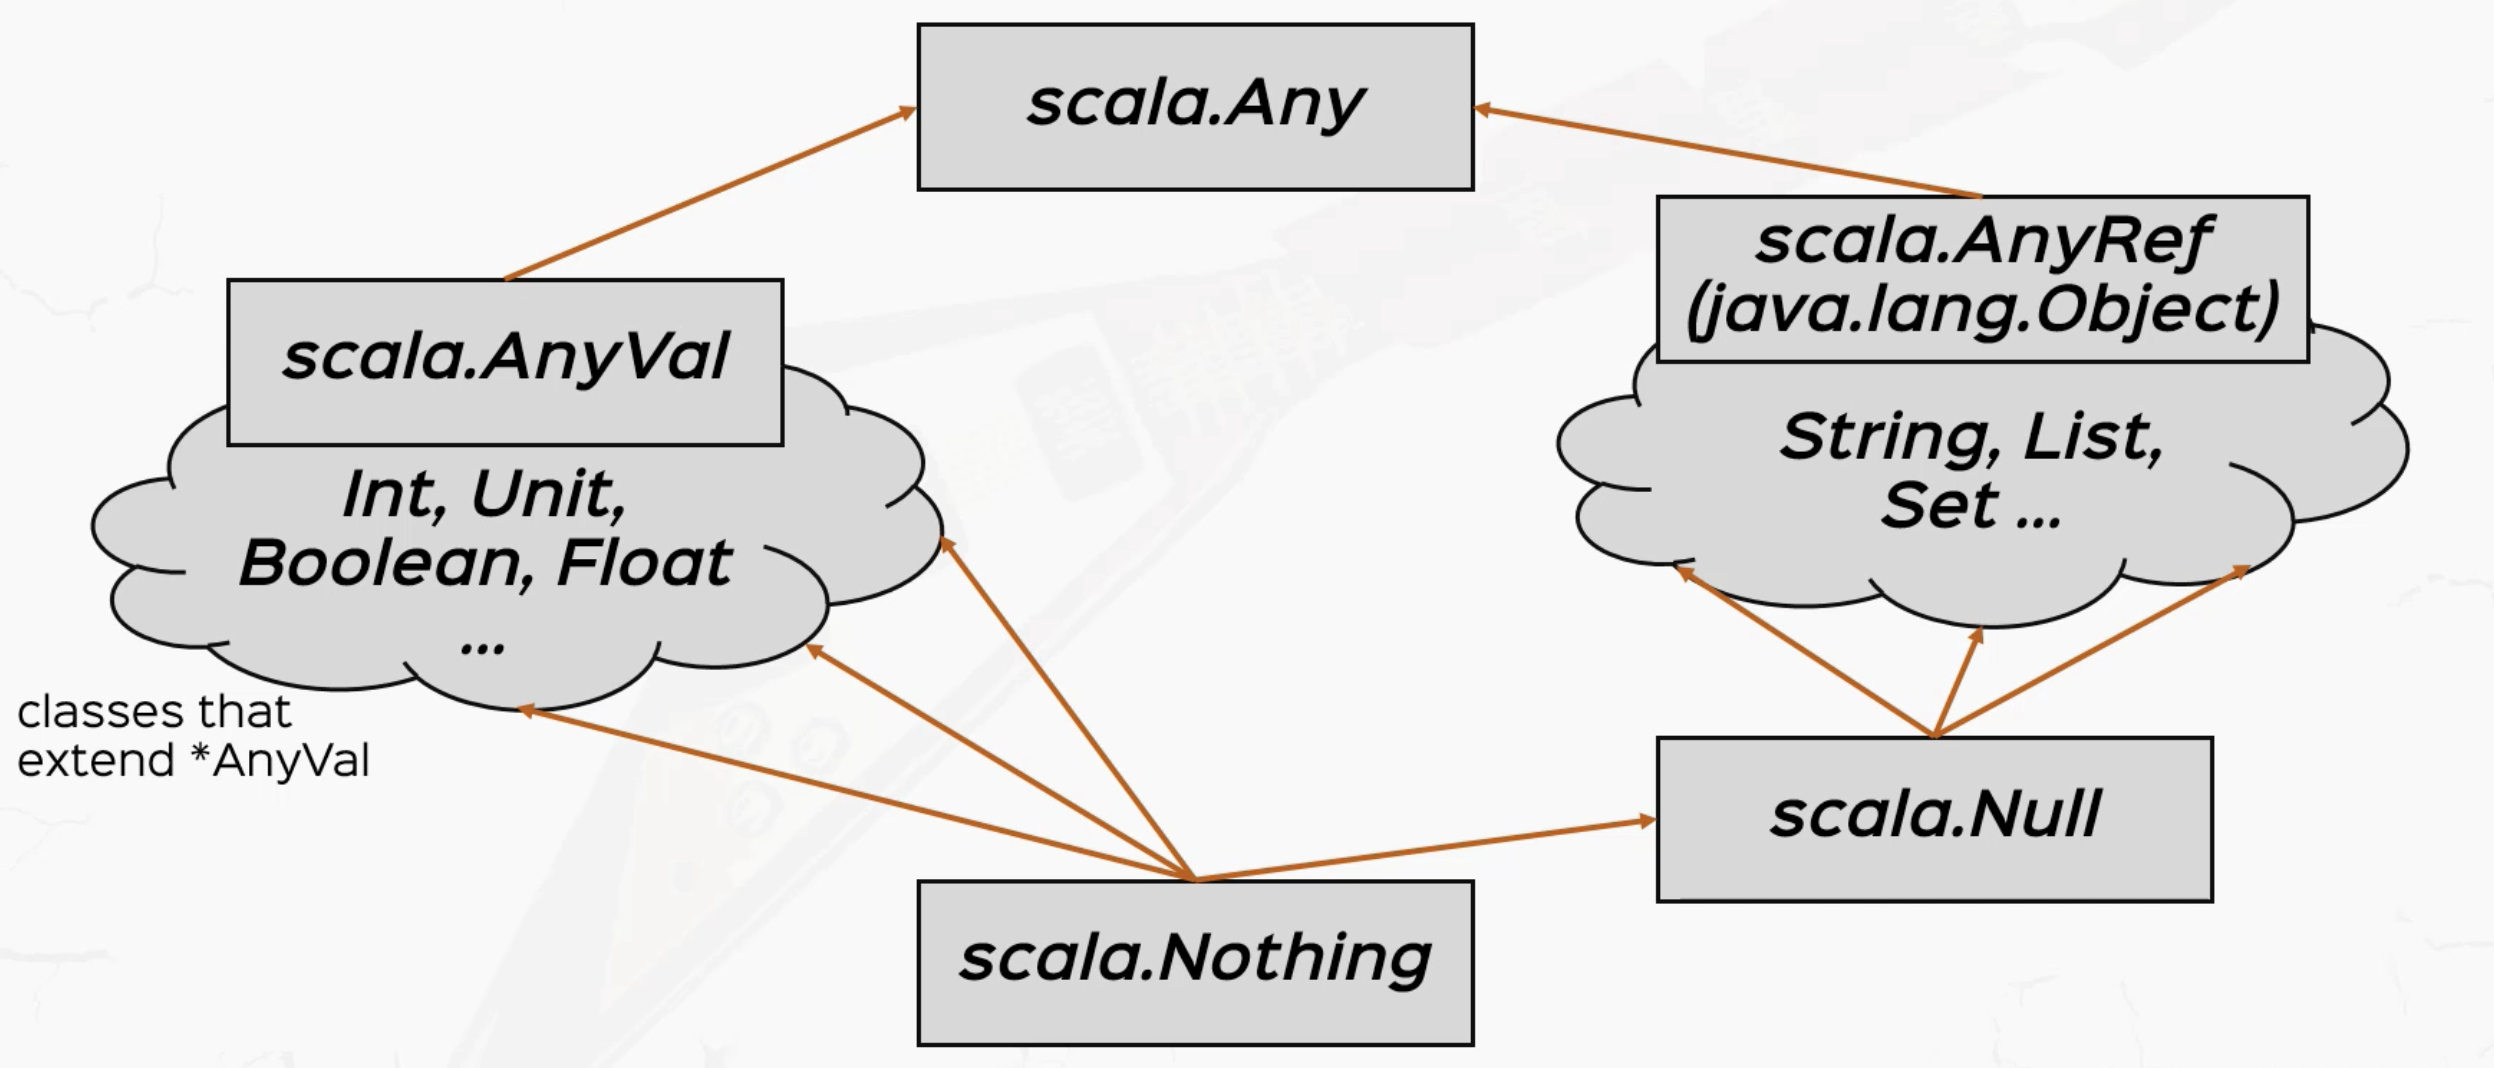 scala.Any
scala.AnyRef
(java.lang.Object)
scala.AnyVal
String, List,
Set ...
Int, Unit,
Boolean, Float
...
classes that
extend *AnyVal
scala.Null
scala.Nothing